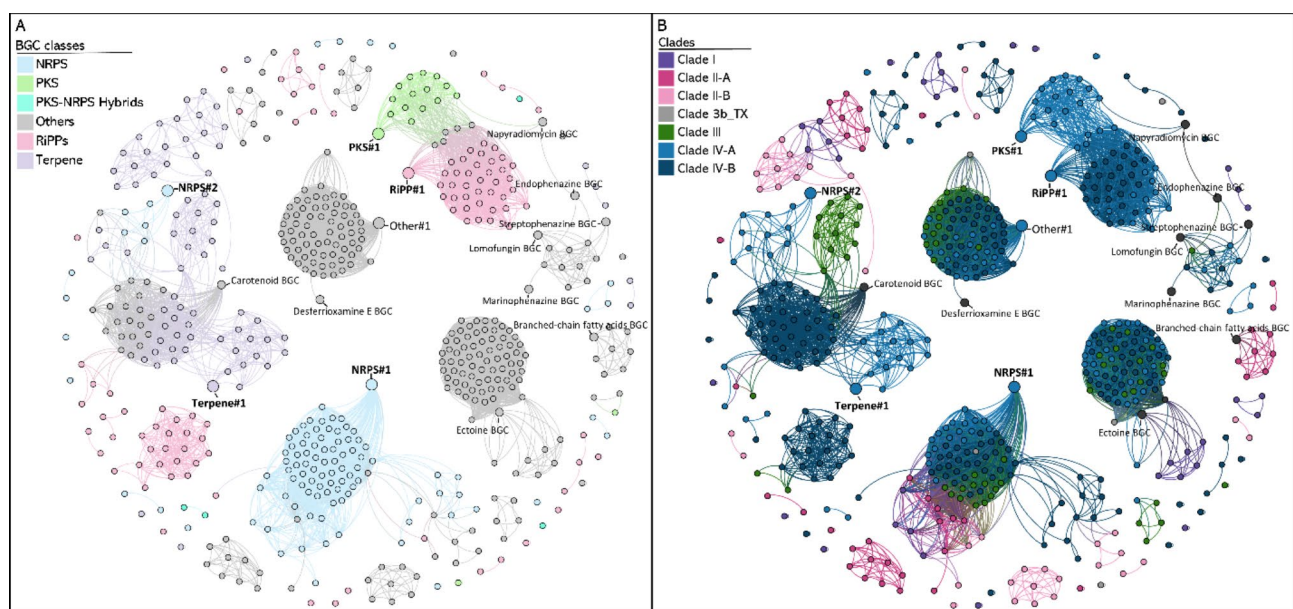 A
BGC classes
NRPS
PKS
PKS-NRPS Hybrids
Others
RiPPs
Terpene
PKS#1
Napyradiomycin BGC
RiPP#1
Endophenazine BGC
NRPS#2
Other#1
Streptophenazine BGC
Lomofungin BGC
Carotenoid BGC
Marinophenazine BGC
Desferrioxamine E BGC
Branched-chain fatty acids BGC
NRPS#1
Terpene#1
Ectoine BGC
B
Clades
Clade I
Clade II-A
Clade II-B
Clade 3b_TX
Clade III
Clade IV-A
Clade IV-B
PKS#1
Napyradiomycin BGC
RiPP#1
Endophenazine BGC
NRPS#2
Other#1
Streptophenazine BGC
Lomofungin BGC
Carotenoid BGC
Marinophenazine BGC
Desferrioxamine E BGC
Branched-chain fatty acids BGC
NRPS#1
Terpene#1
Ectoine BGC